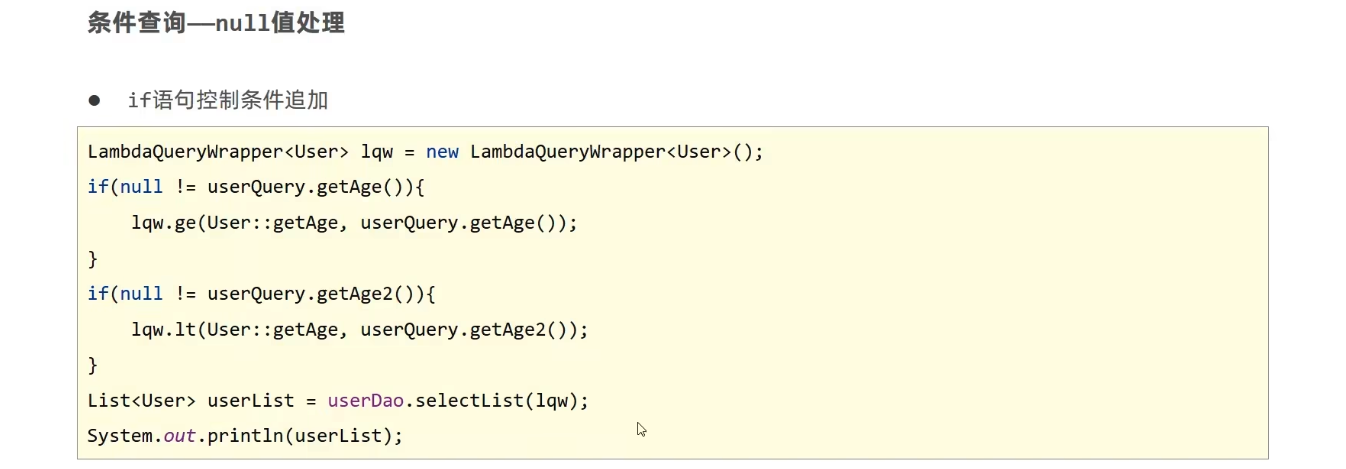 条件查询——null值处理
● if语句控制条件追加
LambdaQueryWrapper<User> lqw = new LambdaQueryWrapper<User>();
if(null != userQuery.getAge()){
    lqw.ge(User::getAge, userQuery.getAge());
}
if(null != userQuery.getAge2()){
    lqw.lt(User::getAge, userQuery.getAge2());
}
List<User> userList = userDao.selectList(lqw);
System.out.println(userList);